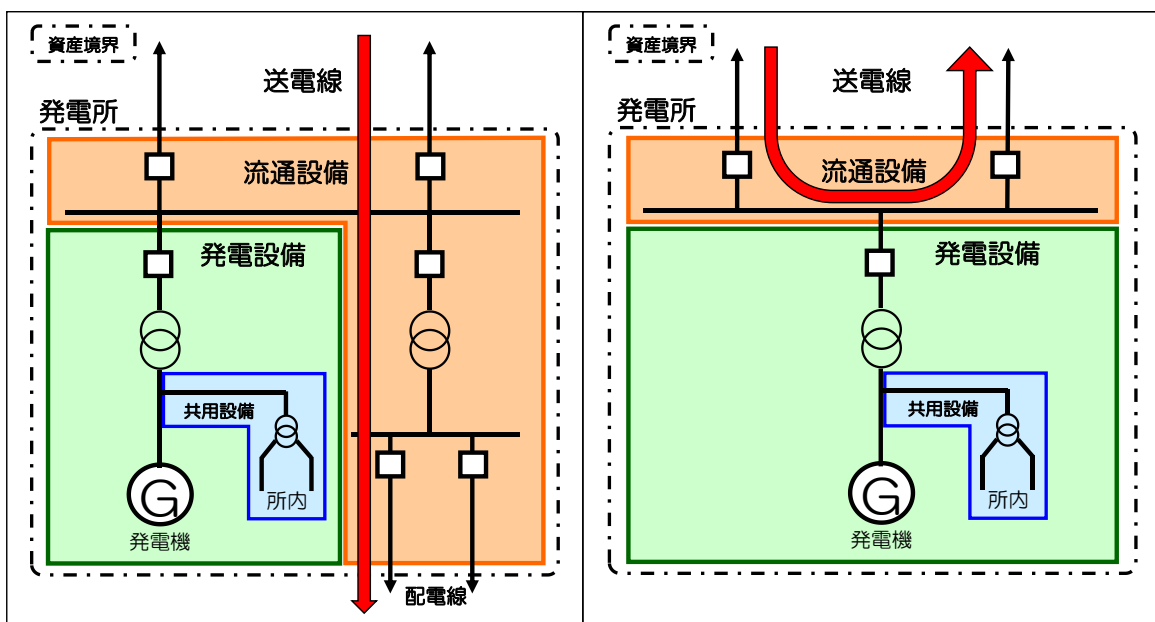 資産境界
送電線
発電所
流通設備
発電設備
共用設備
所内
G
発電機
配電線
資産境界
送電線
発電所
流通設備
発電設備
共用設備
所内
G
発電機